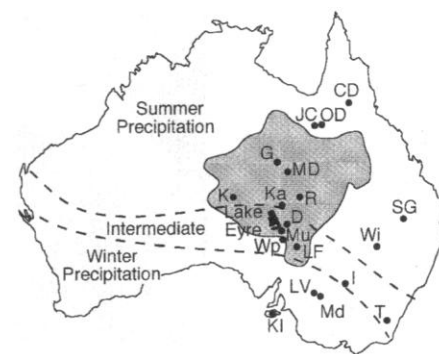 CD
JC OD
Summer
Precipitation
G
MD
K
Ka
R
Lake
Eyre
D
SG
Intermediate
Mu
Wi
Wp
LF
Winter
Precipitation
I
LV
Md
T
KI